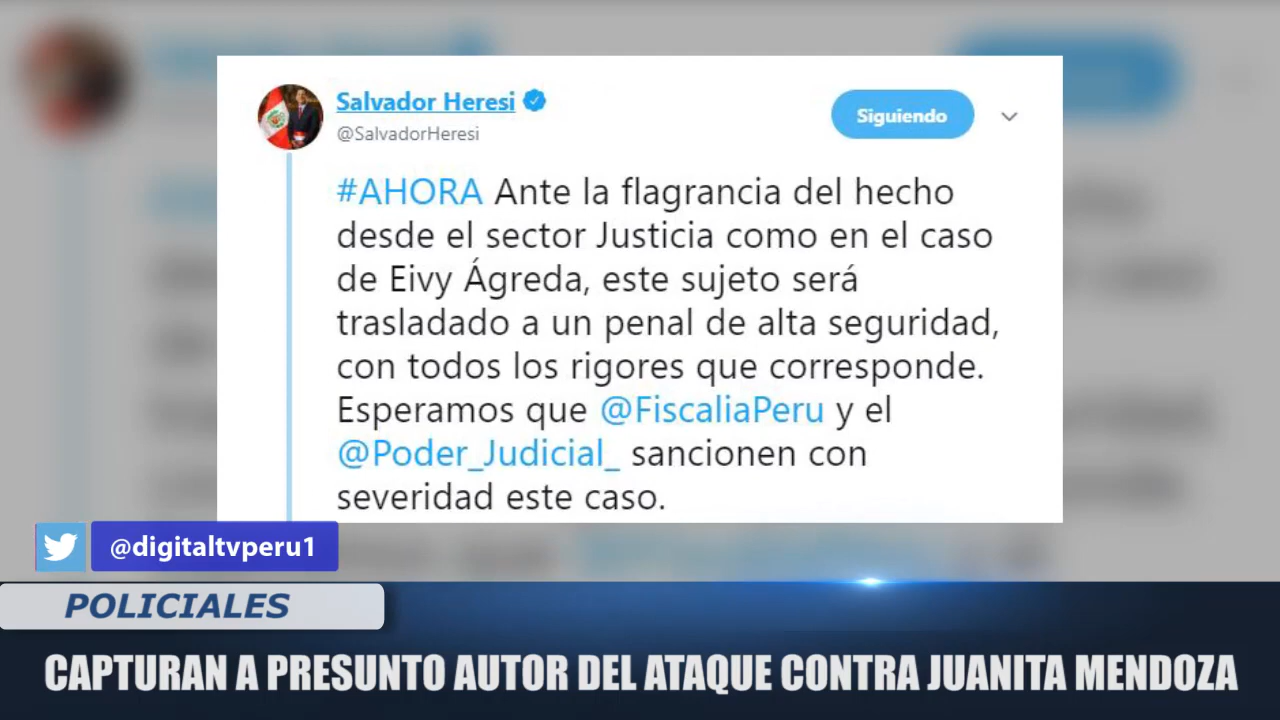 Salvador Heresi
@SalvadorHeresi
Siguiendo
#AHORA Ante la flagrancia del hecho
desde el sector Justicia como en el caso
de Eivy Ágreda, este sujeto será
trasladado a un penal de alta seguridad,
con todos los rigores que corresponde.
Esperamos que @FiscaliaPeru y el
@Poder_Judicial_ sancionen con
severidad este caso.
@digitaltvperu1
POLICIALES
CAPTURAN A PRESUNTO AUTOR DEL ATAQUE CONTRA JUANITA MENDOZA